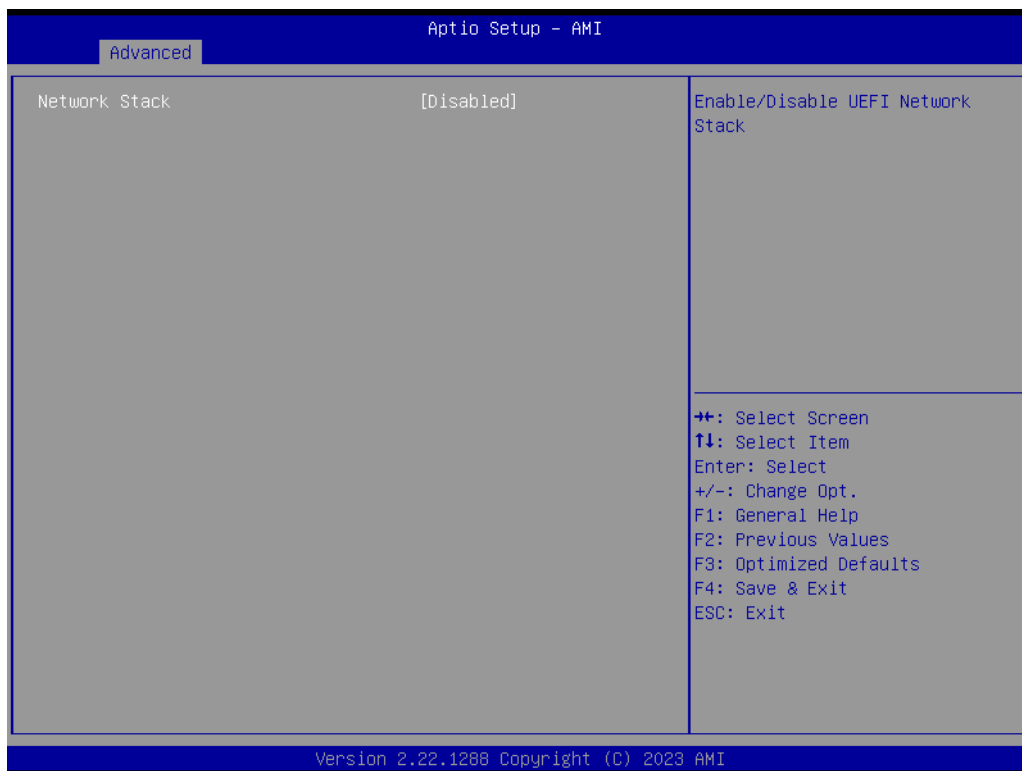 Aptio Setup – AMI
Advanced
Network Stack [Disabled]
Enable/Disable UEFI Network
Stack
→←: Select Screen
↑↓: Select Item
Enter: Select
+/-: Change Opt.
F1: General Help
F2: Previous Values
F3: Optimized Defaults
F4: Save & Exit
ESC: Exit
Version 2.22.1288 Copyright (C) 2023 AMI